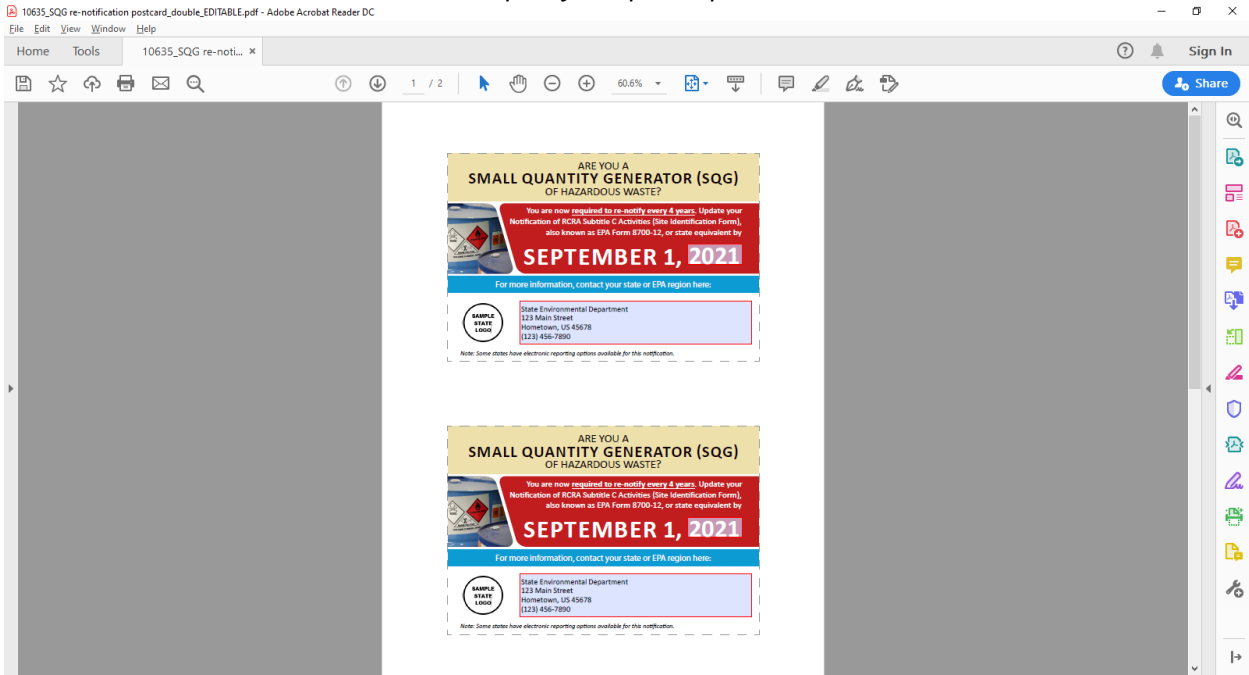 10635_SQG re-notification postcard_double_EDITABLE.pdf - Adobe Acrobat Reader DC
File Edit View Window Help
Home Tools 10635_SQG re-noti... × Sign In
1 / 2 60.6% Share
ARE YOU A
SMALL QUANTITY GENERATOR (SQG)
OF HAZARDOUS WASTE?
You are now required to re-notify every 4 years. Update your
Notification of RCRA Subtitle C Activities (Site Identification Form),
also known as EPA Form 8700-12, or state equivalent by
SEPTEMBER 1, 2021
For more information, contact your state or EPA region here:
SAMPLE
STATE
LOGO
State Environmental Department
123 Main Street
Hometown, US 45678
(123) 456-7890
Note: Some states have electronic reporting options available for this notification.
ARE YOU A
SMALL QUANTITY GENERATOR (SQG)
OF HAZARDOUS WASTE?
You are now required to re-notify every 4 years. Update your
Notification of RCRA Subtitle C Activities (Site Identification Form),
also known as EPA Form 8700-12, or state equivalent by
SEPTEMBER 1, 2021
For more information, contact your state or EPA region here:
SAMPLE
STATE
LOGO
State Environmental Department
123 Main Street
Hometown, US 45678
(123) 456-7890
Note: Some states have electronic reporting options available for this notification.